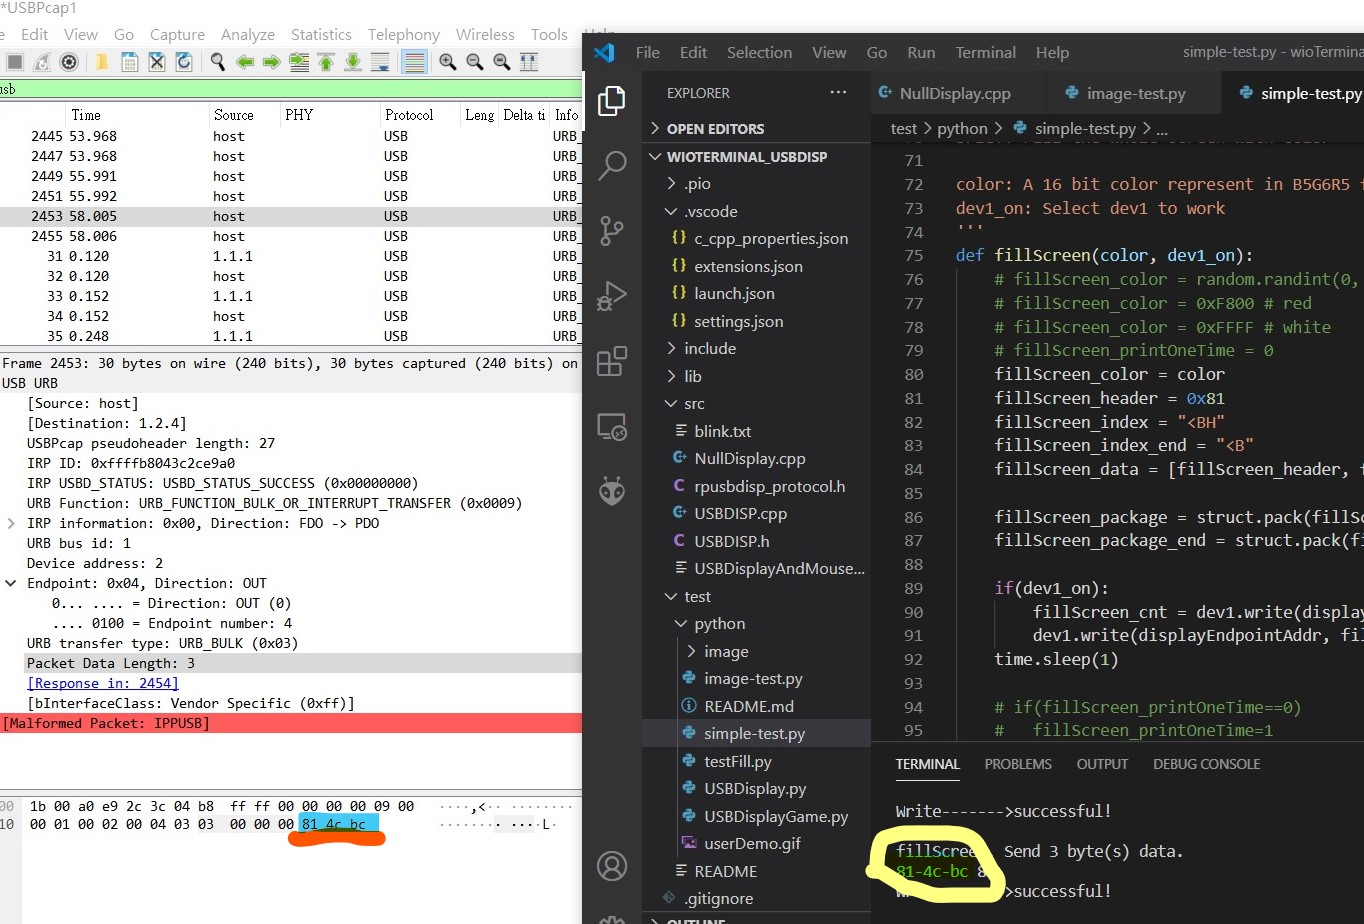 *USBPcap1
Edit View Go Capture Analyze Statistics Telephony Wireless Tools
usb
Time Source PHY Protocol Leng Delta ti Info
2445 53.968 host USB URB_
2447 53.968 host USB URB_
2449 55.991 host USB URB_
2451 55.992 host USB URB_
2453 58.005 host USB URB_
2455 58.006 host USB URB_
31 0.120 1.1.1 USB URB_
32 0.120 host USB URB_
33 0.152 1.1.1 USB URB_
34 0.152 host USB URB_
35 0.248 1.1.1 USB URB_
Frame 2453: 30 bytes on wire (240 bits), 30 bytes captured (240 bits) on
USB URB
[Source: host]
[Destination: 1.2.4]
USBPcap pseudoheader length: 27
IRP ID: 0xffffb8043c2ce9a0
IRP USBD_STATUS: USBD_STATUS_SUCCESS (0x00000000)
URB Function: URB_FUNCTION_BULK_OR_INTERRUPT_TRANSFER (0x0009)
IRP information: 0x00, Direction: FDO -> PDO
URB bus id: 1
Device address: 2
Endpoint: 0x04, Direction: OUT
0... .... = Direction: OUT (0)
.... 0100 = Endpoint number: 4
URB transfer type: URB_BULK (0x03)
Packet Data Length: 3
[Response in: 2454]
[bInterfaceClass: Vendor Specific (0xff)]
[Malformed Packet: IPPUSB]
00 1b 00 a0 e9 2c 3c 04 b8 ff ff 00 00 00 00 09 00 ····,<·· ········
10 00 01 00 02 00 04 03 03 00 00 00 81 4c bc ········ ····L·
File Edit Selection View Go Run Terminal Help simple-test.py - wioTermina
EXPLORER ···
OPEN EDITORS
WIOTERMINAL_USBDISP
.pio
.vscode
c_cpp_properties.json
extensions.json
launch.json
settings.json
include
lib
src
blink.txt
NullDisplay.cpp
rpusbdisp_protocol.h
USBDISP.cpp
USBDISP.h
USBDisplayAndMouse...
test
python
image
image-test.py
README.md
simple-test.py
testFill.py
USBDisplay.py
USBDisplayGame.py
userDemo.gif
README
.gitignore
OUTLINE
NullDisplay.cpp image-test.py simple-test.py
test > python > simple-test.py > ...
71
72 color: A 16 bit color represent in B5G6R5 f
73 dev1_on: Select dev1 to work
74 '''
75 def fillScreen(color, dev1_on):
76 # fillScreen_color = random.randint(0,
77 # fillScreen_color = 0xF800 # red
78 # fillScreen_color = 0xFFFF # white
79 # fillScreen_printOneTime = 0
80 fillScreen_color = color
81 fillScreen_header = 0x81
82 fillScreen_index = "<BH"
83 fillScreen_index_end = "<B"
84 fillScreen_data = [fillScreen_header, f
85
86 fillScreen_package = struct.pack(fillSc
87 fillScreen_package_end = struct.pack(fi
88
89 if(dev1_on):
90 fillScreen_cnt = dev1.write(display
91 dev1.write(displayEndpointAddr, fil
92 time.sleep(1)
93
94 # if(fillScreen_printOneTime==0)
95 # fillScreen_printOneTime=1
TERMINAL PROBLEMS OUTPUT DEBUG CONSOLE
Write------->successful!
fillScree Send 3 byte(s) data.
81-4c-bc 8
>successful!